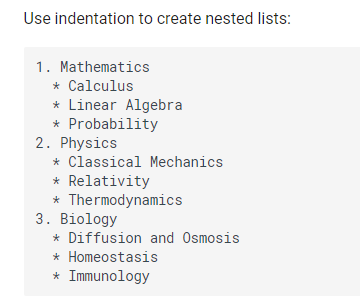 Use indentation to create nested lists:
1. Mathematics
* Calculus
* Linear Algebra
* Probability
2. Physics
* Classical Mechanics
* Relativity
* Thermodynamics
3. Biology
* Diffusion and Osmosis
* Homeostasis
* Immunology